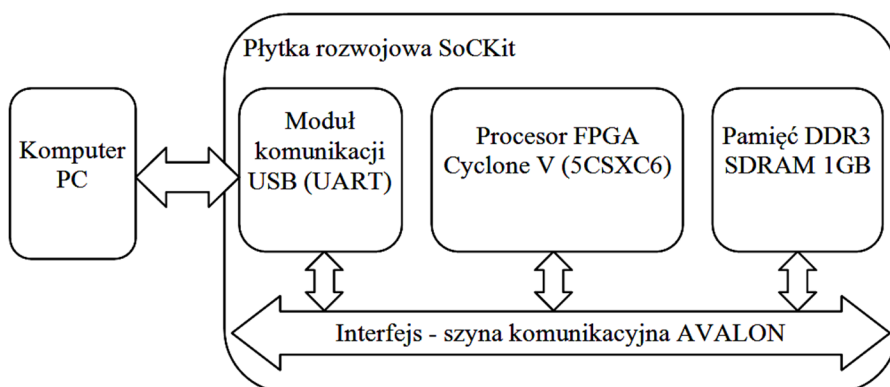 Płytka rozwojowa SoCKit
Komputer
PC
Moduł
komunikacji
USB (UART)
Procesor FPGA
Cyclone V (5CSXC6)
Pamięć DDR3
SDRAM 1GB
Interfejs - szyna komunikacyjna AVALON